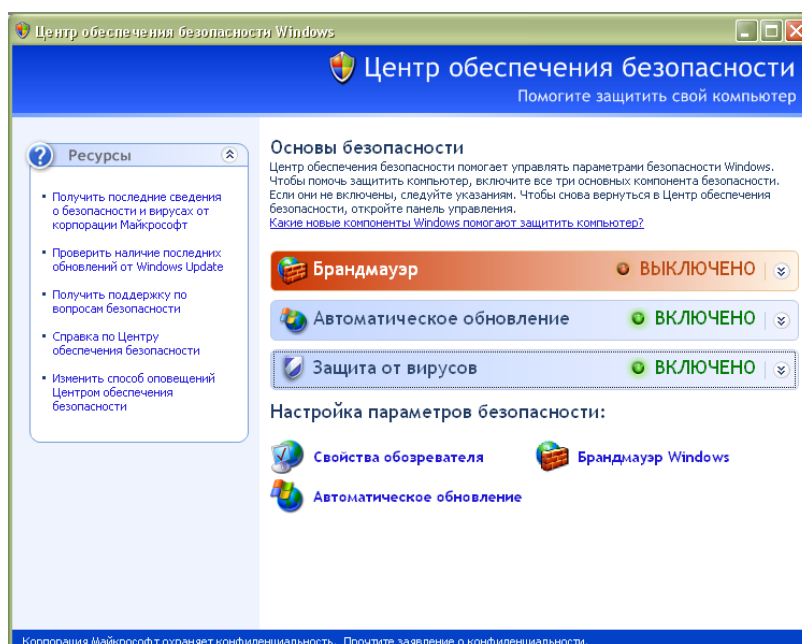 Центр обеспечения безопасности Windows
Центр обеспечения безопасности
Помогите защитить свой компьютер
Ресурсы
Получить последние сведения
о безопасности и вирусах от
корпорации Майкрософт
Проверить наличие последних
обновлений от Windows Update
Получить поддержку по
вопросам безопасности
Справка по Центру
обеспечения безопасности
Изменить способ оповещений
Центром обеспечения
безопасности
Основы безопасности
Центр обеспечения безопасности помогает управлять параметрами безопасности Windows.
Чтобы помочь защитить компьютер, включите все три основных компонента безопасности.
Если они не включены, следуйте указаниям. Чтобы снова вернуться в Центр обеспечения
безопасности, откройте панель управления.
Какие новые компоненты Windows помогают защитить компьютер?
Брандмауэр ВЫКЛЮЧЕНО
Автоматическое обновление ВКЛЮЧЕНО
Защита от вирусов ВКЛЮЧЕНО
Настройка параметров безопасности:
Свойства обозревателя Брандмауэр Windows
Автоматическое обновление
Корпорация Майкрософт охраняет конфиденциальность. Прочтите заявление о конфиденциальности.